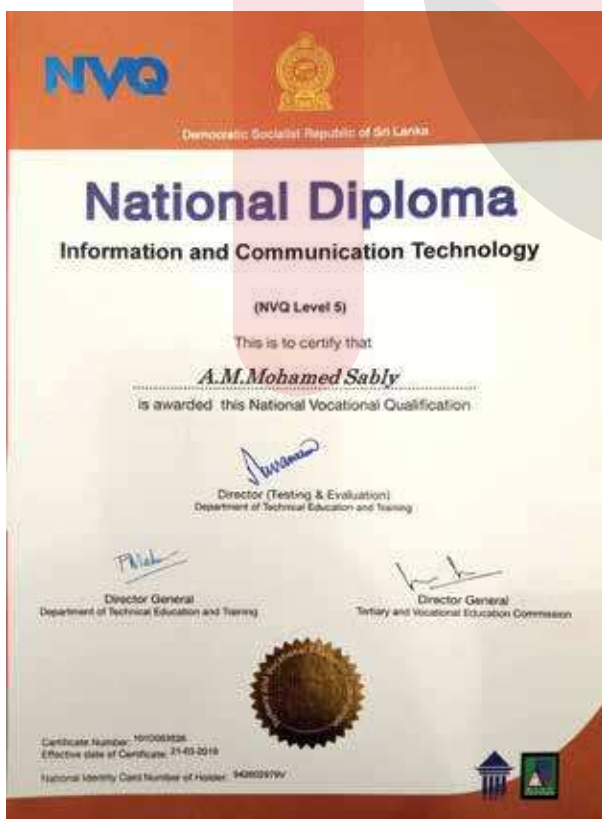 NVQ
Democratic Socialist Republic of Sri Lanka
National Diploma
Information and Communication Technology
(NVQ Level 5)
This is to certify that
A.M.Mohamed Sably
is awarded this National Vocational Qualification
Director (Testing & Evaluation)
Department of Technical Education and Training
Director General
Department of Technical Education and Training
Director General
Tertiary and Vocational Education Commission
Certificate Number:
Effective date of Certificate:
National Identity Card Number of Holder: